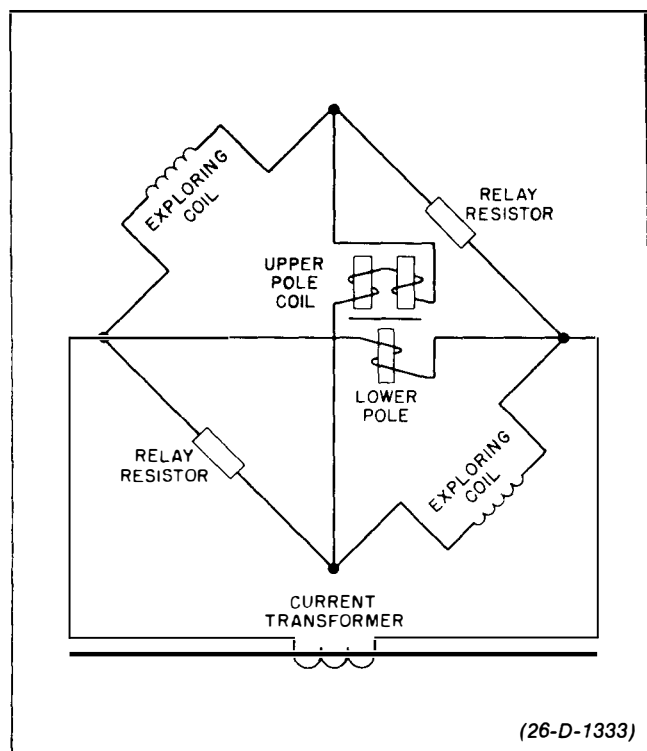 EXPLORING
COIL
RELAY
RESISTOR
UPPER
POLE
COIL
LOWER
POLE
RELAY
RESISTOR
EXPLORING
COIL
CURRENT
TRANSFORMER
(26-D-1333)